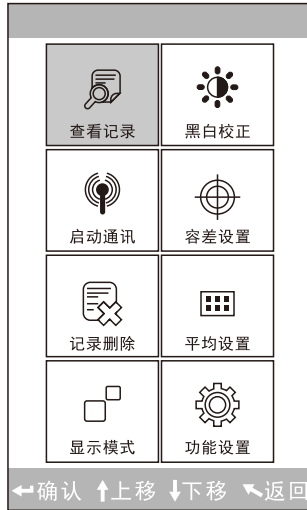 查看记录 黑白校正
启动通讯 容差设置
记录删除 平均设置
显示模式 功能设置
确认 上移 下移 返回